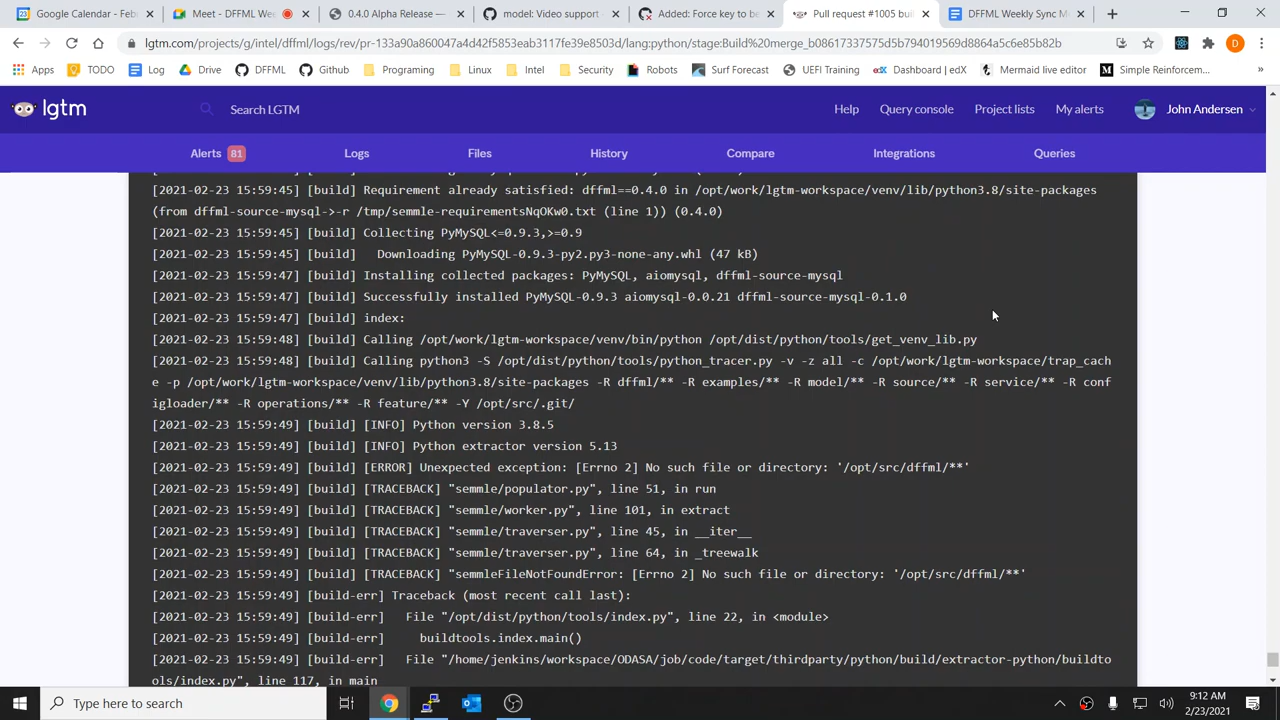 Google Calendar - Feb
Meet - DFFML We
0.4.0 Alpha Release —
model: Video support
Added: Force key to be
Pull request #1005 bui
DFFML Weekly Sync M
lgtm.com/projects/g/intel/dffml/logs/rev/pr-133a90a860047a4d2f5853eab3117fe39e8503d/lang:python/stage:Build%20merge_b08617337575d5b794019569d8864a5c6e85b82b
Apps
TODO
Log
Drive
DFFML
Github
Programing
Linux
Intel
Security
Robots
Surf Forecast
UEFI Training
Dashboard | edX
Mermaid live editor
Simple Reinforcem...
lgtm
Search LGTM
Help
Query console
Project lists
My alerts
John Andersen
Alerts 81
Logs
Files
History
Compare
Integrations
Queries
[2021-02-23 15:59:45] [build] Requirement already satisfied: dffml==0.4.0 in /opt/work/lgtm-workspace/venv/lib/python3.8/site-packages
(from dffml-source-mysql->-r /tmp/semmle-requirementsNqOKw0.txt (line 1)) (0.4.0)
[2021-02-23 15:59:45] [build] Collecting PyMySQL<=0.9.3,>=0.9
[2021-02-23 15:59:45] [build]   Downloading PyMySQL-0.9.3-py2.py3-none-any.whl (47 kB)
[2021-02-23 15:59:47] [build] Installing collected packages: PyMySQL, aiomysql, dffml-source-mysql
[2021-02-23 15:59:47] [build] Successfully installed PyMySQL-0.9.3 aiomysql-0.0.21 dffml-source-mysql-0.1.0
[2021-02-23 15:59:47] [build] index:
[2021-02-23 15:59:48] [build] Calling /opt/work/lgtm-workspace/venv/bin/python /opt/dist/python/tools/get_venv_lib.py
[2021-02-23 15:59:48] [build] Calling python3 -S /opt/dist/python/tools/python_tracer.py -v -z all -c /opt/work/lgtm-workspace/trap_cach
e -p /opt/work/lgtm-workspace/venv/lib/python3.8/site-packages -R dffml/** -R examples/** -R model/** -R source/** -R service/** -R conf
igloader/** -R operations/** -R feature/** -Y /opt/src/.git/
[2021-02-23 15:59:49] [build] [INFO] Python version 3.8.5
[2021-02-23 15:59:49] [build] [INFO] Python extractor version 5.13
[2021-02-23 15:59:49] [build] [ERROR] Unexpected exception: [Errno 2] No such file or directory: '/opt/src/dffml/**'
[2021-02-23 15:59:49] [build] [TRACEBACK] "semmle/populator.py", line 51, in run
[2021-02-23 15:59:49] [build] [TRACEBACK] "semmle/worker.py", line 101, in extract
[2021-02-23 15:59:49] [build] [TRACEBACK] "semmle/traverser.py", line 45, in __iter__
[2021-02-23 15:59:49] [build] [TRACEBACK] "semmle/traverser.py", line 64, in _treewalk
[2021-02-23 15:59:49] [build] [TRACEBACK] "semmleFileNotFoundError: [Errno 2] No such file or directory: '/opt/src/dffml/**'
[2021-02-23 15:59:49] [build-err] Traceback (most recent call last):
[2021-02-23 15:59:49] [build-err]   File "/opt/dist/python/tools/index.py", line 22, in <module>
[2021-02-23 15:59:49] [build-err]     buildtools.index.main()
[2021-02-23 15:59:49] [build-err]   File "/home/jenkins/workspace/ODASA/job/code/target/thirdparty/python/build/extractor-python/buildto
ols/index.py", line 117, in main
Type here to search
9:12 AM
2/23/2021